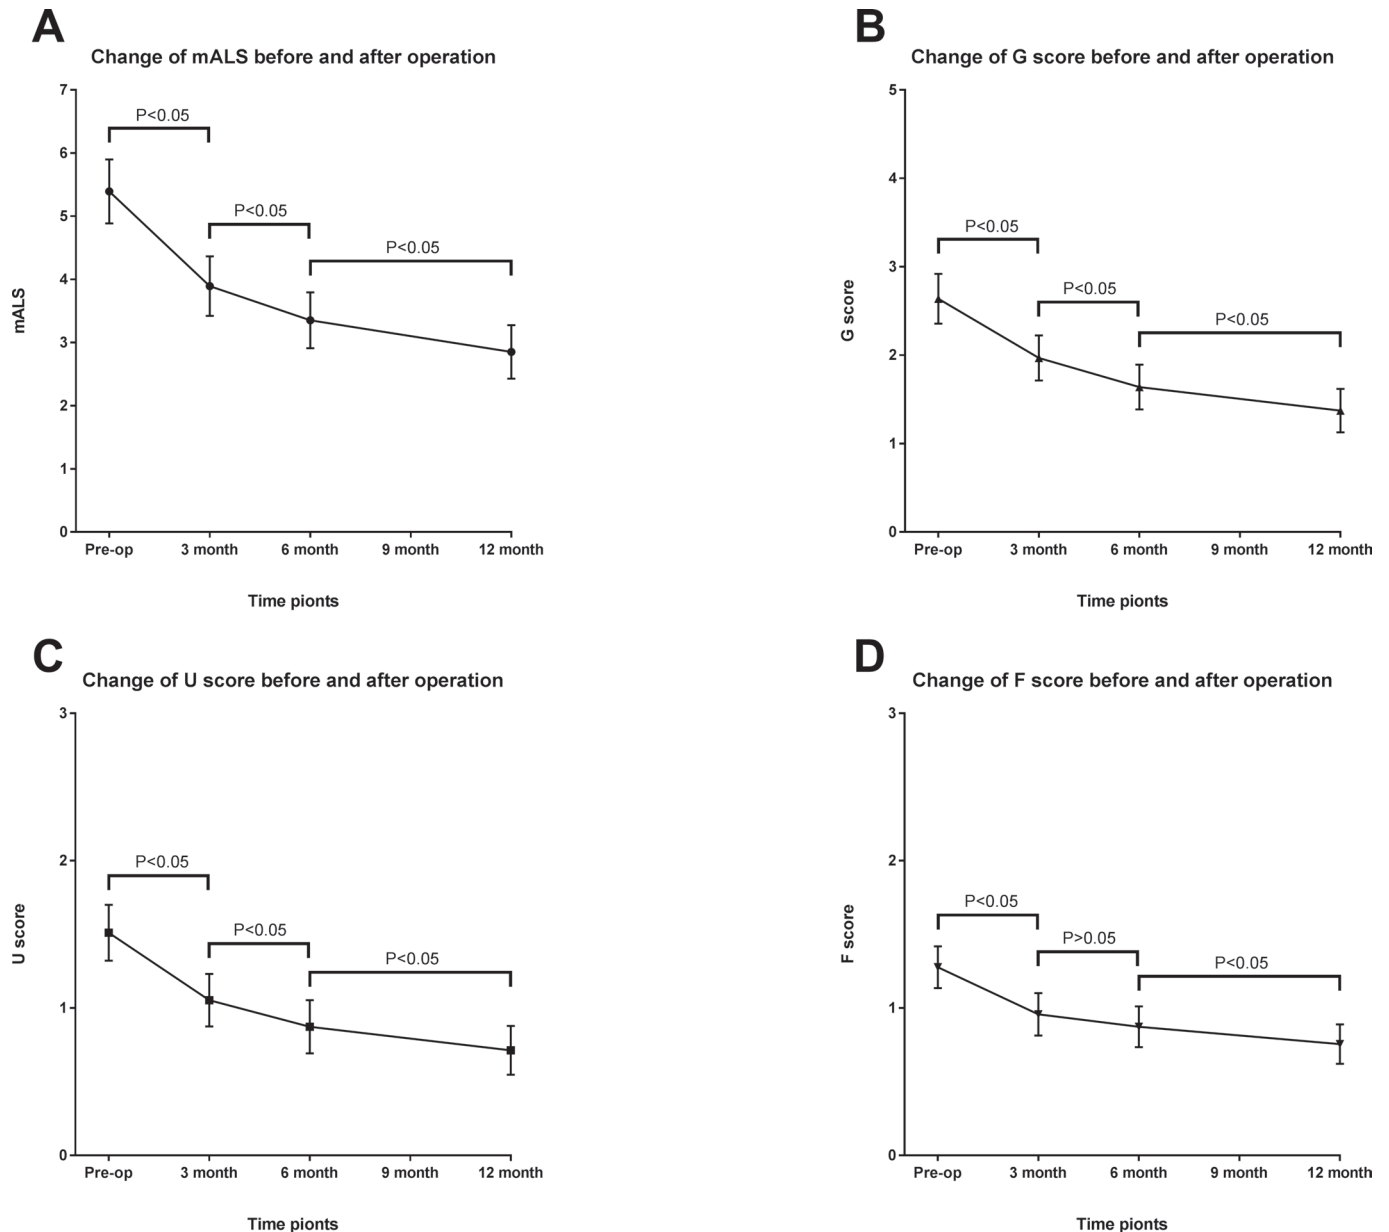 A
Change of mALS before and after operation
7
6
5
4
3
2
1
0
mALS
P<0.05
P<0.05
P<0.05
Pre-op 3 month 6 month 9 month 12 month
Time pionts
B
Change of G score before and after operation
5
4
3
2
1
0
G score
P<0.05
P<0.05
P<0.05
Pre-op 3 month 6 month 9 month 12 month
Time pionts
C
Change of U score before and after operation
3
2
1
0
U score
P<0.05
P<0.05
P<0.05
Pre-op 3 month 6 month 9 month 12 month
Time pionts
D
Change of F score before and after operation
3
2
1
0
F score
P<0.05
P>0.05
P<0.05
Pre-op 3 month 6 month 9 month 12 month
Time pionts